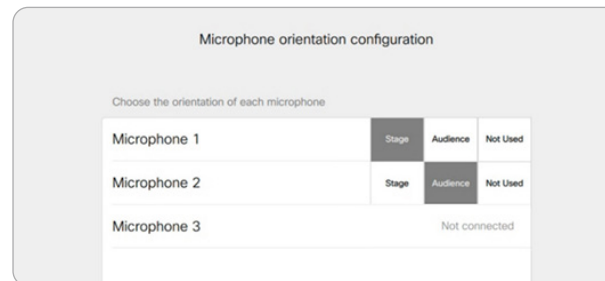 Microphone orientation configuration
Choose the orientation of each microphone
Microphone 1 Stage Audience Not Used
Microphone 2 Stage Audience Not Used
Microphone 3 Not connected